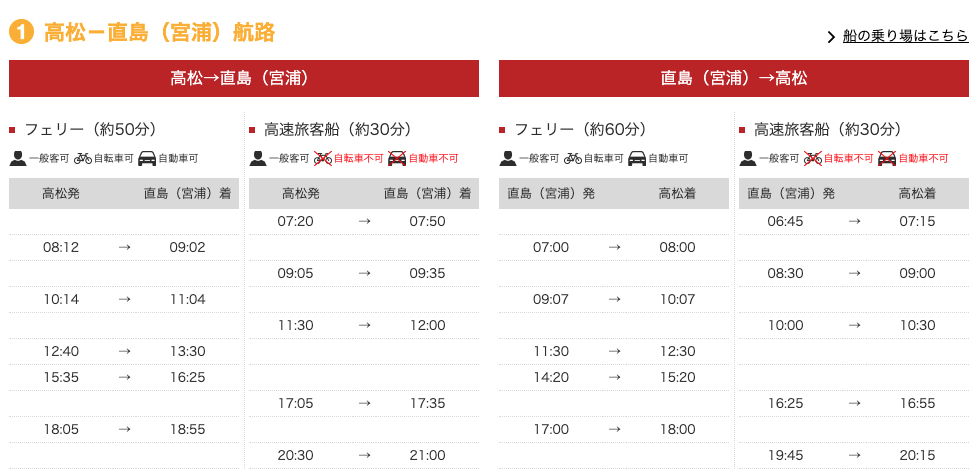 1 高松－直島（宮浦）航路
船の乗り場はこちら
高松→直島（宮浦）
フェリー（約50分）
一般客可 自転車可 自動車可
高松発 直島（宮浦）着
08:12 → 09:02
10:14 → 11:04
12:40 → 13:30
15:35 → 16:25
18:05 → 18:55
高速旅客船（約30分）
一般客可 自転車不可 自動車不可
高松発 直島（宮浦）着
07:20 → 07:50
09:05 → 09:35
11:30 → 12:00
17:05 → 17:35
20:30 → 21:00
直島（宮浦）→高松
フェリー（約60分）
一般客可 自転車可 自動車可
直島（宮浦）発 高松着
07:00 → 08:00
09:07 → 10:07
11:30 → 12:30
14:20 → 15:20
17:00 → 18:00
高速旅客船（約30分）
一般客可 自転車不可 自動車不可
直島（宮浦）発 高松着
06:45 → 07:15
08:30 → 09:00
10:00 → 10:30
16:25 → 16:55
19:45 → 20:15